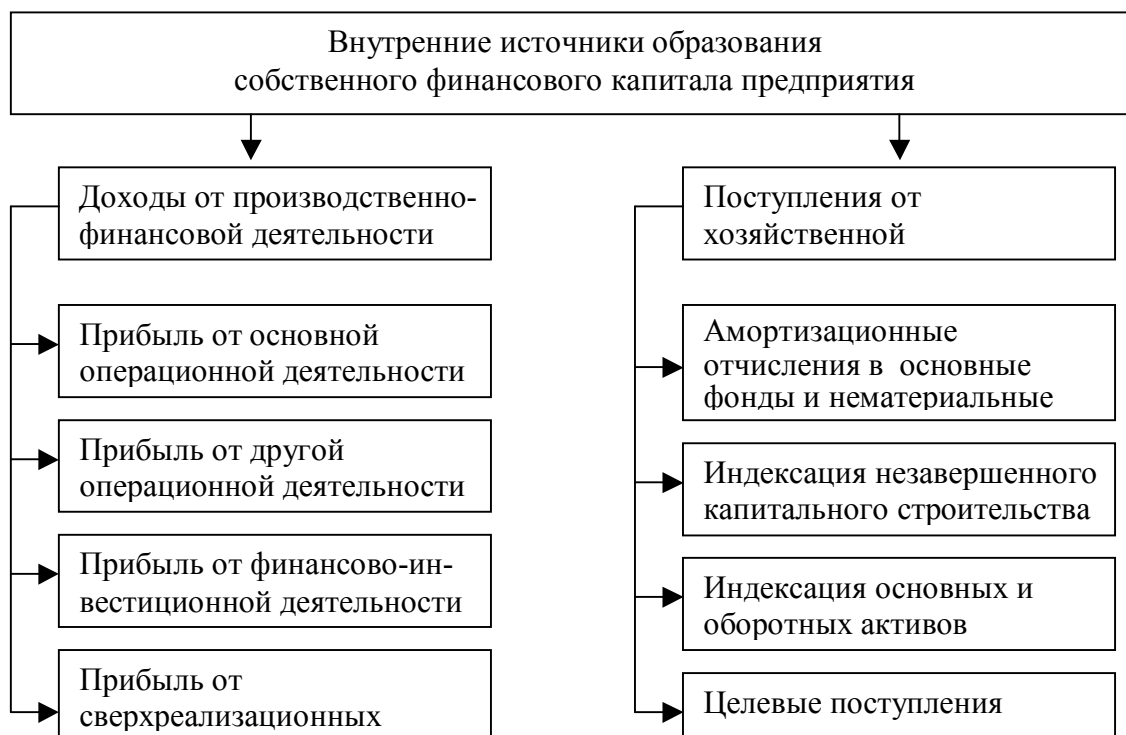 Внутренние источники образования
собственного финансового капитала предприятия
Доходы от производственно-
финансовой деятельности
Прибыль от основной
операционной деятельности
Прибыль от другой
операционной деятельности
Прибыль от финансово-ин-
вестиционной деятельности
Прибыль от
сверхреализационных
Поступления от
хозяйственной
Амортизационные
отчисления в основные
фонды и нематериальные
Индексация незавершенного
капитального строительства
Индексация основных и
оборотных активов
Целевые поступления